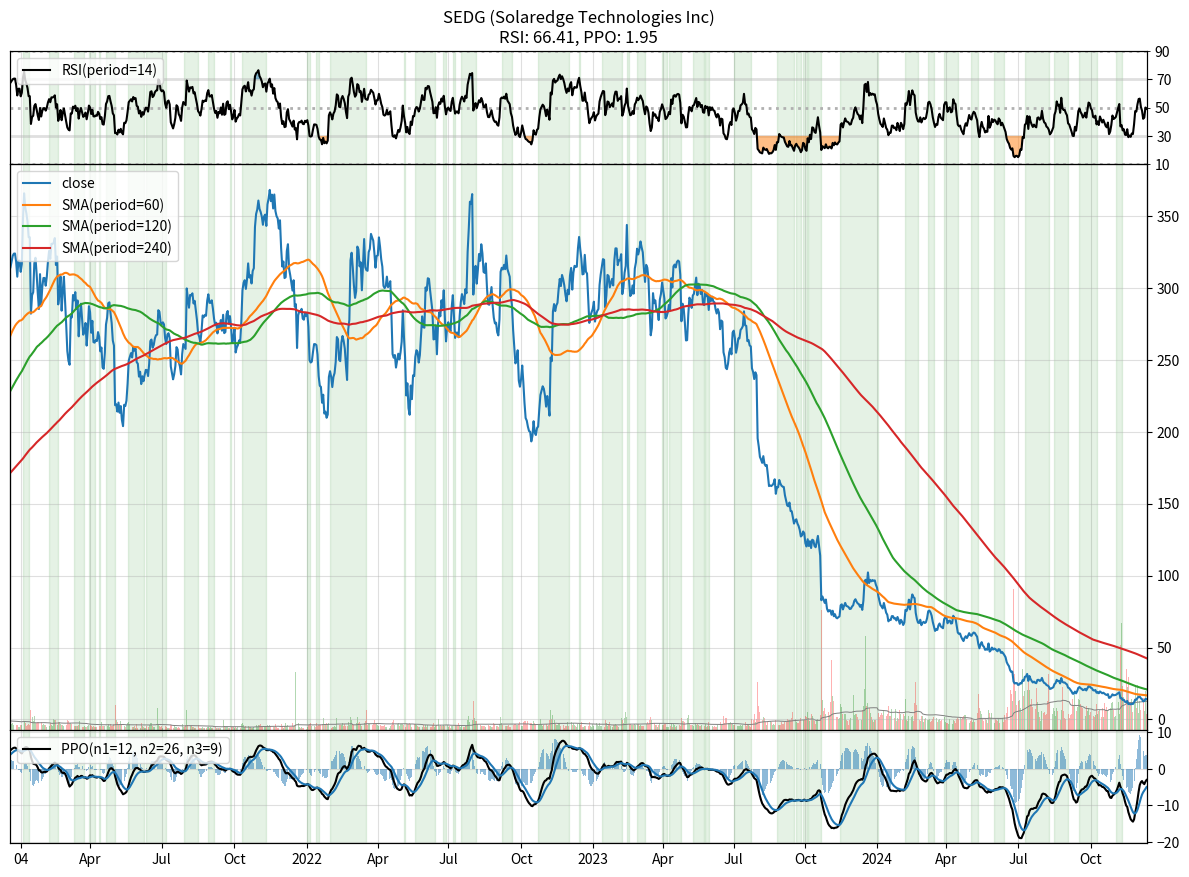 SEDG (Solaredge Technologies Inc)
RSI: 66.41, PPO: 1.95
RSI(period=14)
90
70
50
30
10
close
SMA(period=60)
SMA(period=120)
SMA(period=240)
350
300
250
200
150
100
50
0
PPO(n1=12, n2=26, n3=9)
10
0
−10
−20
04 Apr Jul Oct 2022 Apr Jul Oct 2023 Apr Jul Oct 2024 Apr Jul Oct